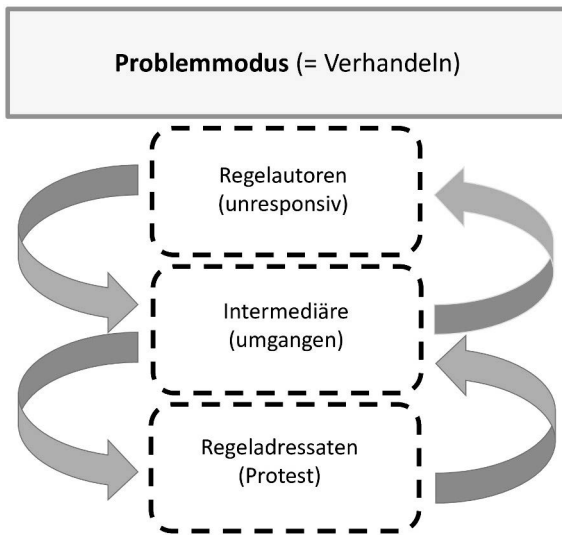 Problemmodus (= Verhandeln)
Regelautoren
(unresponsiv)
Intermediäre
(umgangen)
Regeladressaten
(Protest)